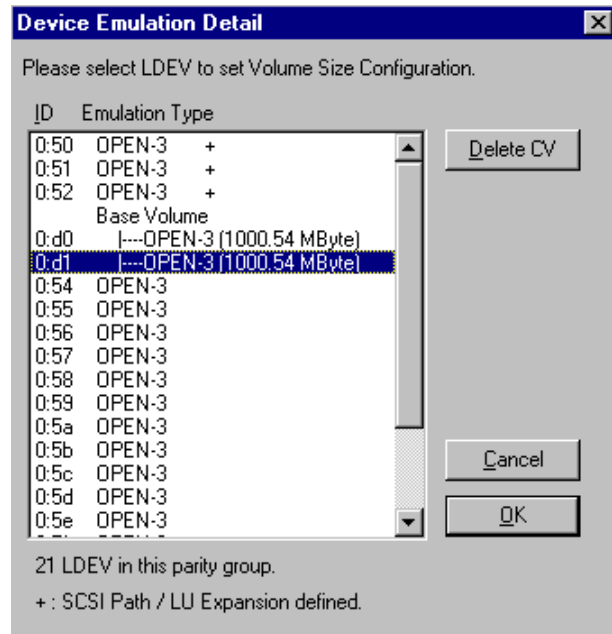 Device Emulation Detail
Please select LDEV to set Volume Size Configuration.
ID Emulation Type
0:50 OPEN-3 +
0:51 OPEN-3 +
0:52 OPEN-3 +
Base Volume
0:d0 |----OPEN-3 (1000.54 MByte)
0:d1 |----OPEN-3 (1000.54 MByte)
0:54 OPEN-3
0:55 OPEN-3
0:56 OPEN-3
0:57 OPEN-3
0:58 OPEN-3
0:59 OPEN-3
0:5a OPEN-3
0:5b OPEN-3
0:5c OPEN-3
0:5d OPEN-3
0:5e OPEN-3
Delete CV
Cancel
OK
21 LDEV in this parity group.
+ : SCSI Path / LU Expansion defined.